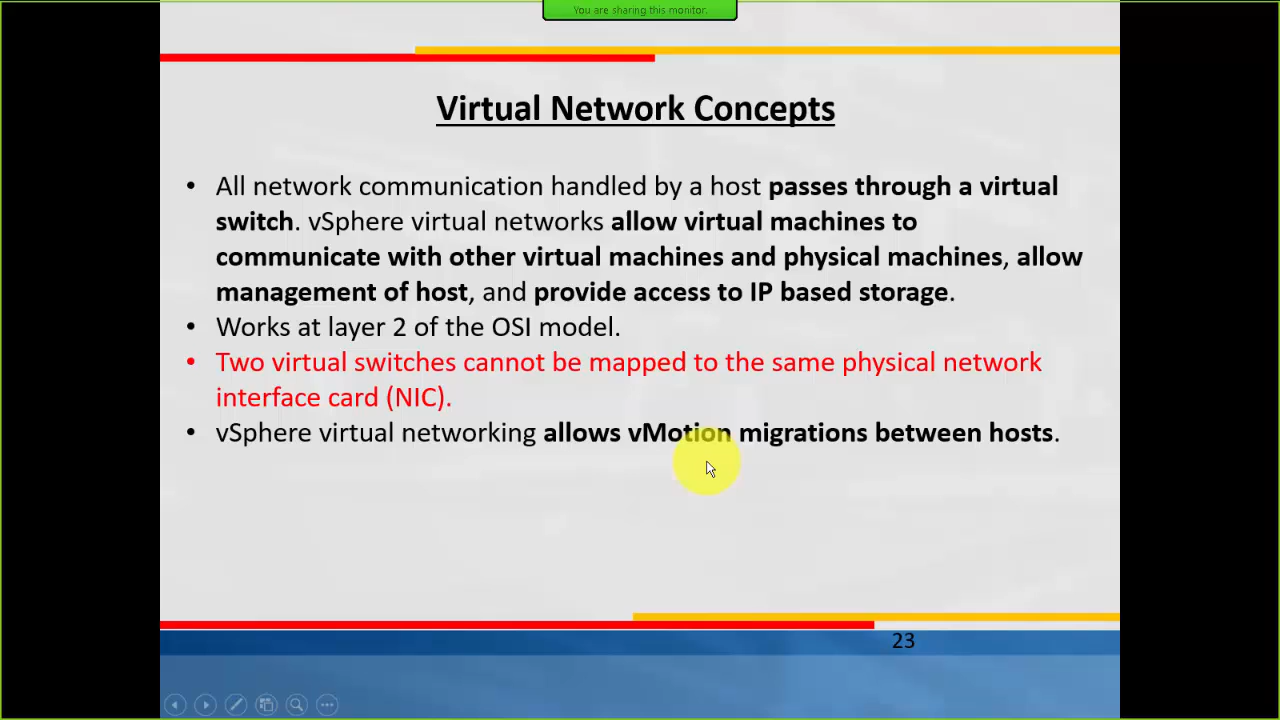 You are sharing this monitor.
Virtual Network Concepts
• All network communication handled by a host passes through a virtual
switch. vSphere virtual networks allow virtual machines to
communicate with other virtual machines and physical machines, allow
management of host, and provide access to IP based storage.
• Works at layer 2 of the OSI model.
• Two virtual switches cannot be mapped to the same physical network
interface card (NIC).
• vSphere virtual networking allows vMotion migrations between hosts.
23